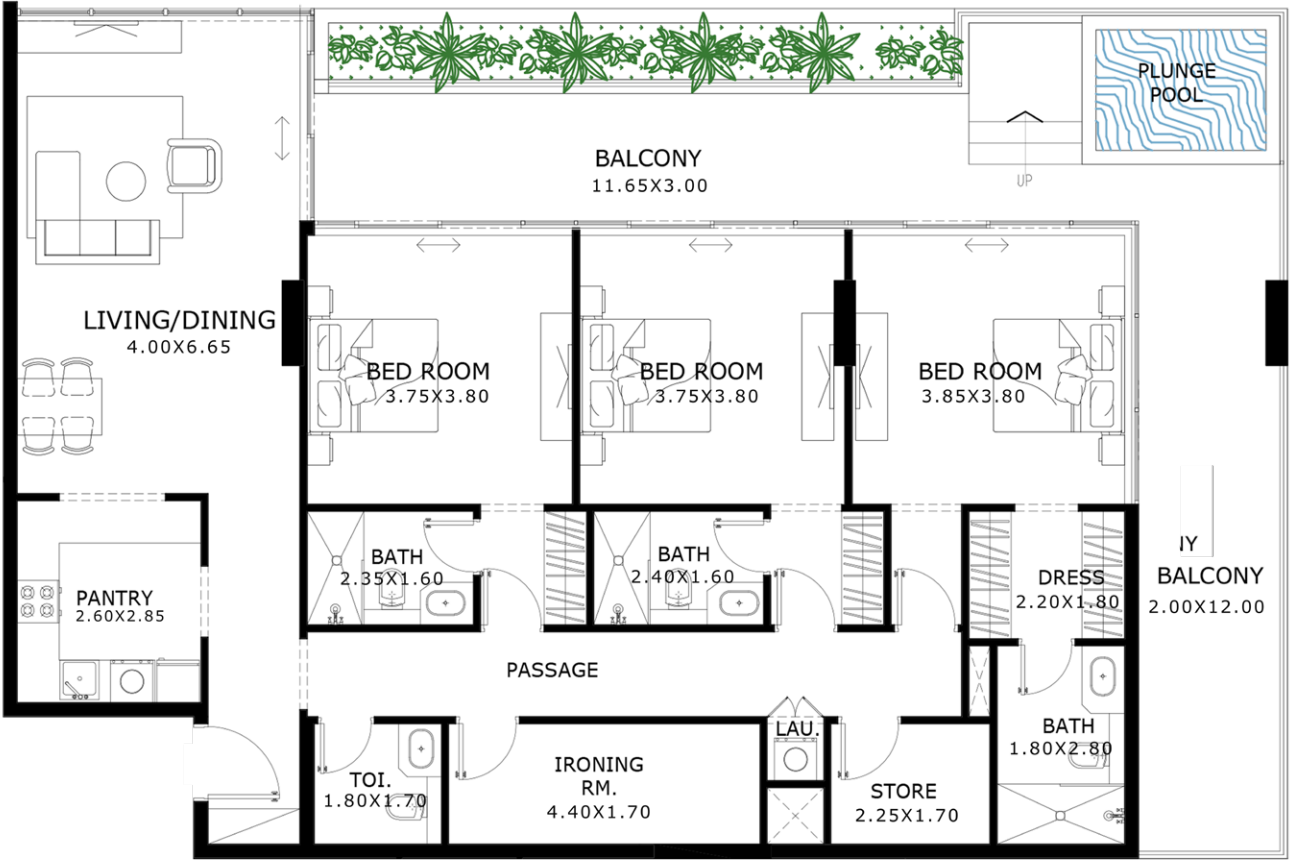 PLUNGE
POOL
BALCONY
11.65X3.00
UP
LIVING/DINING
4.00X6.65
BED ROOM
3.75X3.80
BED ROOM
3.75X3.80
BED ROOM
3.85X3.80
BATH
2.35X1.60
BATH
2.40X1.60
DRESS
2.20X1.80
NY
BALCONY
2.00X12.00
PANTRY
2.60X2.85
PASSAGE
LAU.
BATH
1.80X2.80
TOI.
1.80X1.70
IRONING
RM.
4.40X1.70
STORE
2.25X1.70